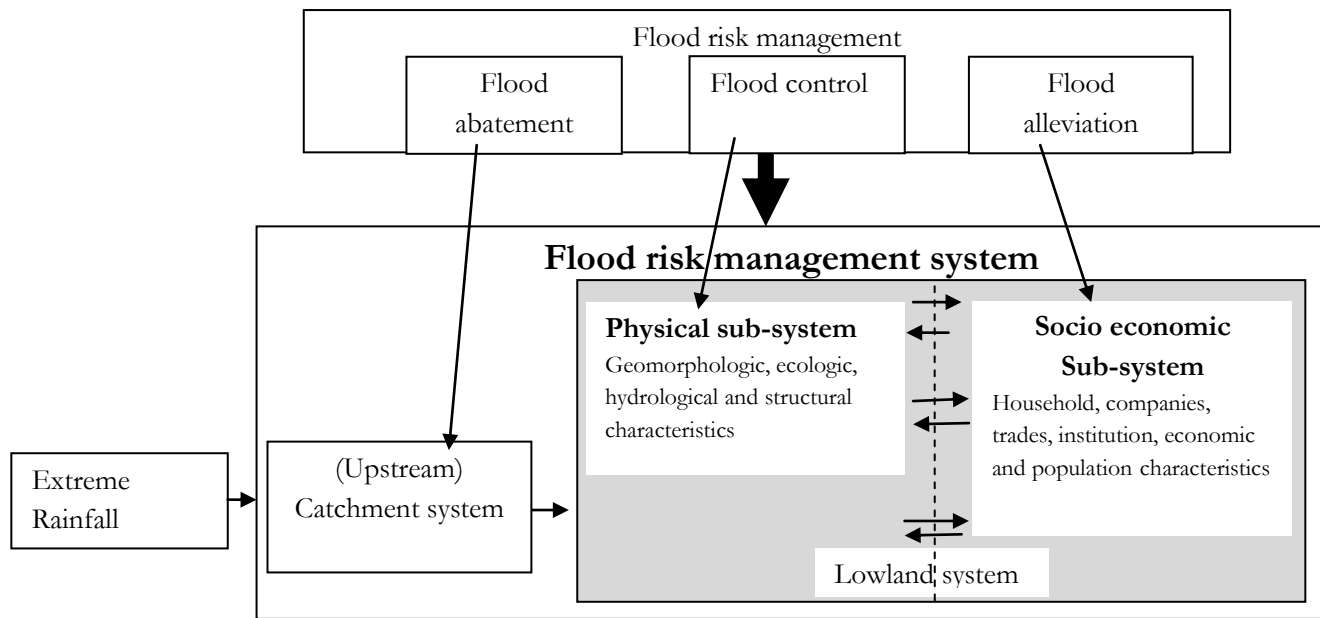 Flood risk management
Flood
abatement
Flood control
Flood
alleviation
Flood risk management system
Physical sub-system
Geomorphologic, ecologic,
hydrological and structural
characteristics
Socio economic
Sub-system
Household, companies,
trades, institution, economic
and population characteristics
(Upstream)
Catchment system
Extreme
Rainfall
Lowland system